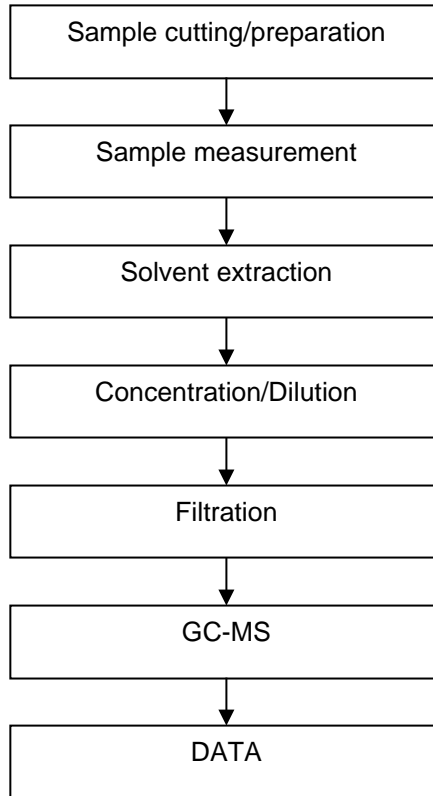 Sample cutting/preparation
Sample measurement
Solvent extraction
Concentration/Dilution
Filtration
GC-MS
DATA